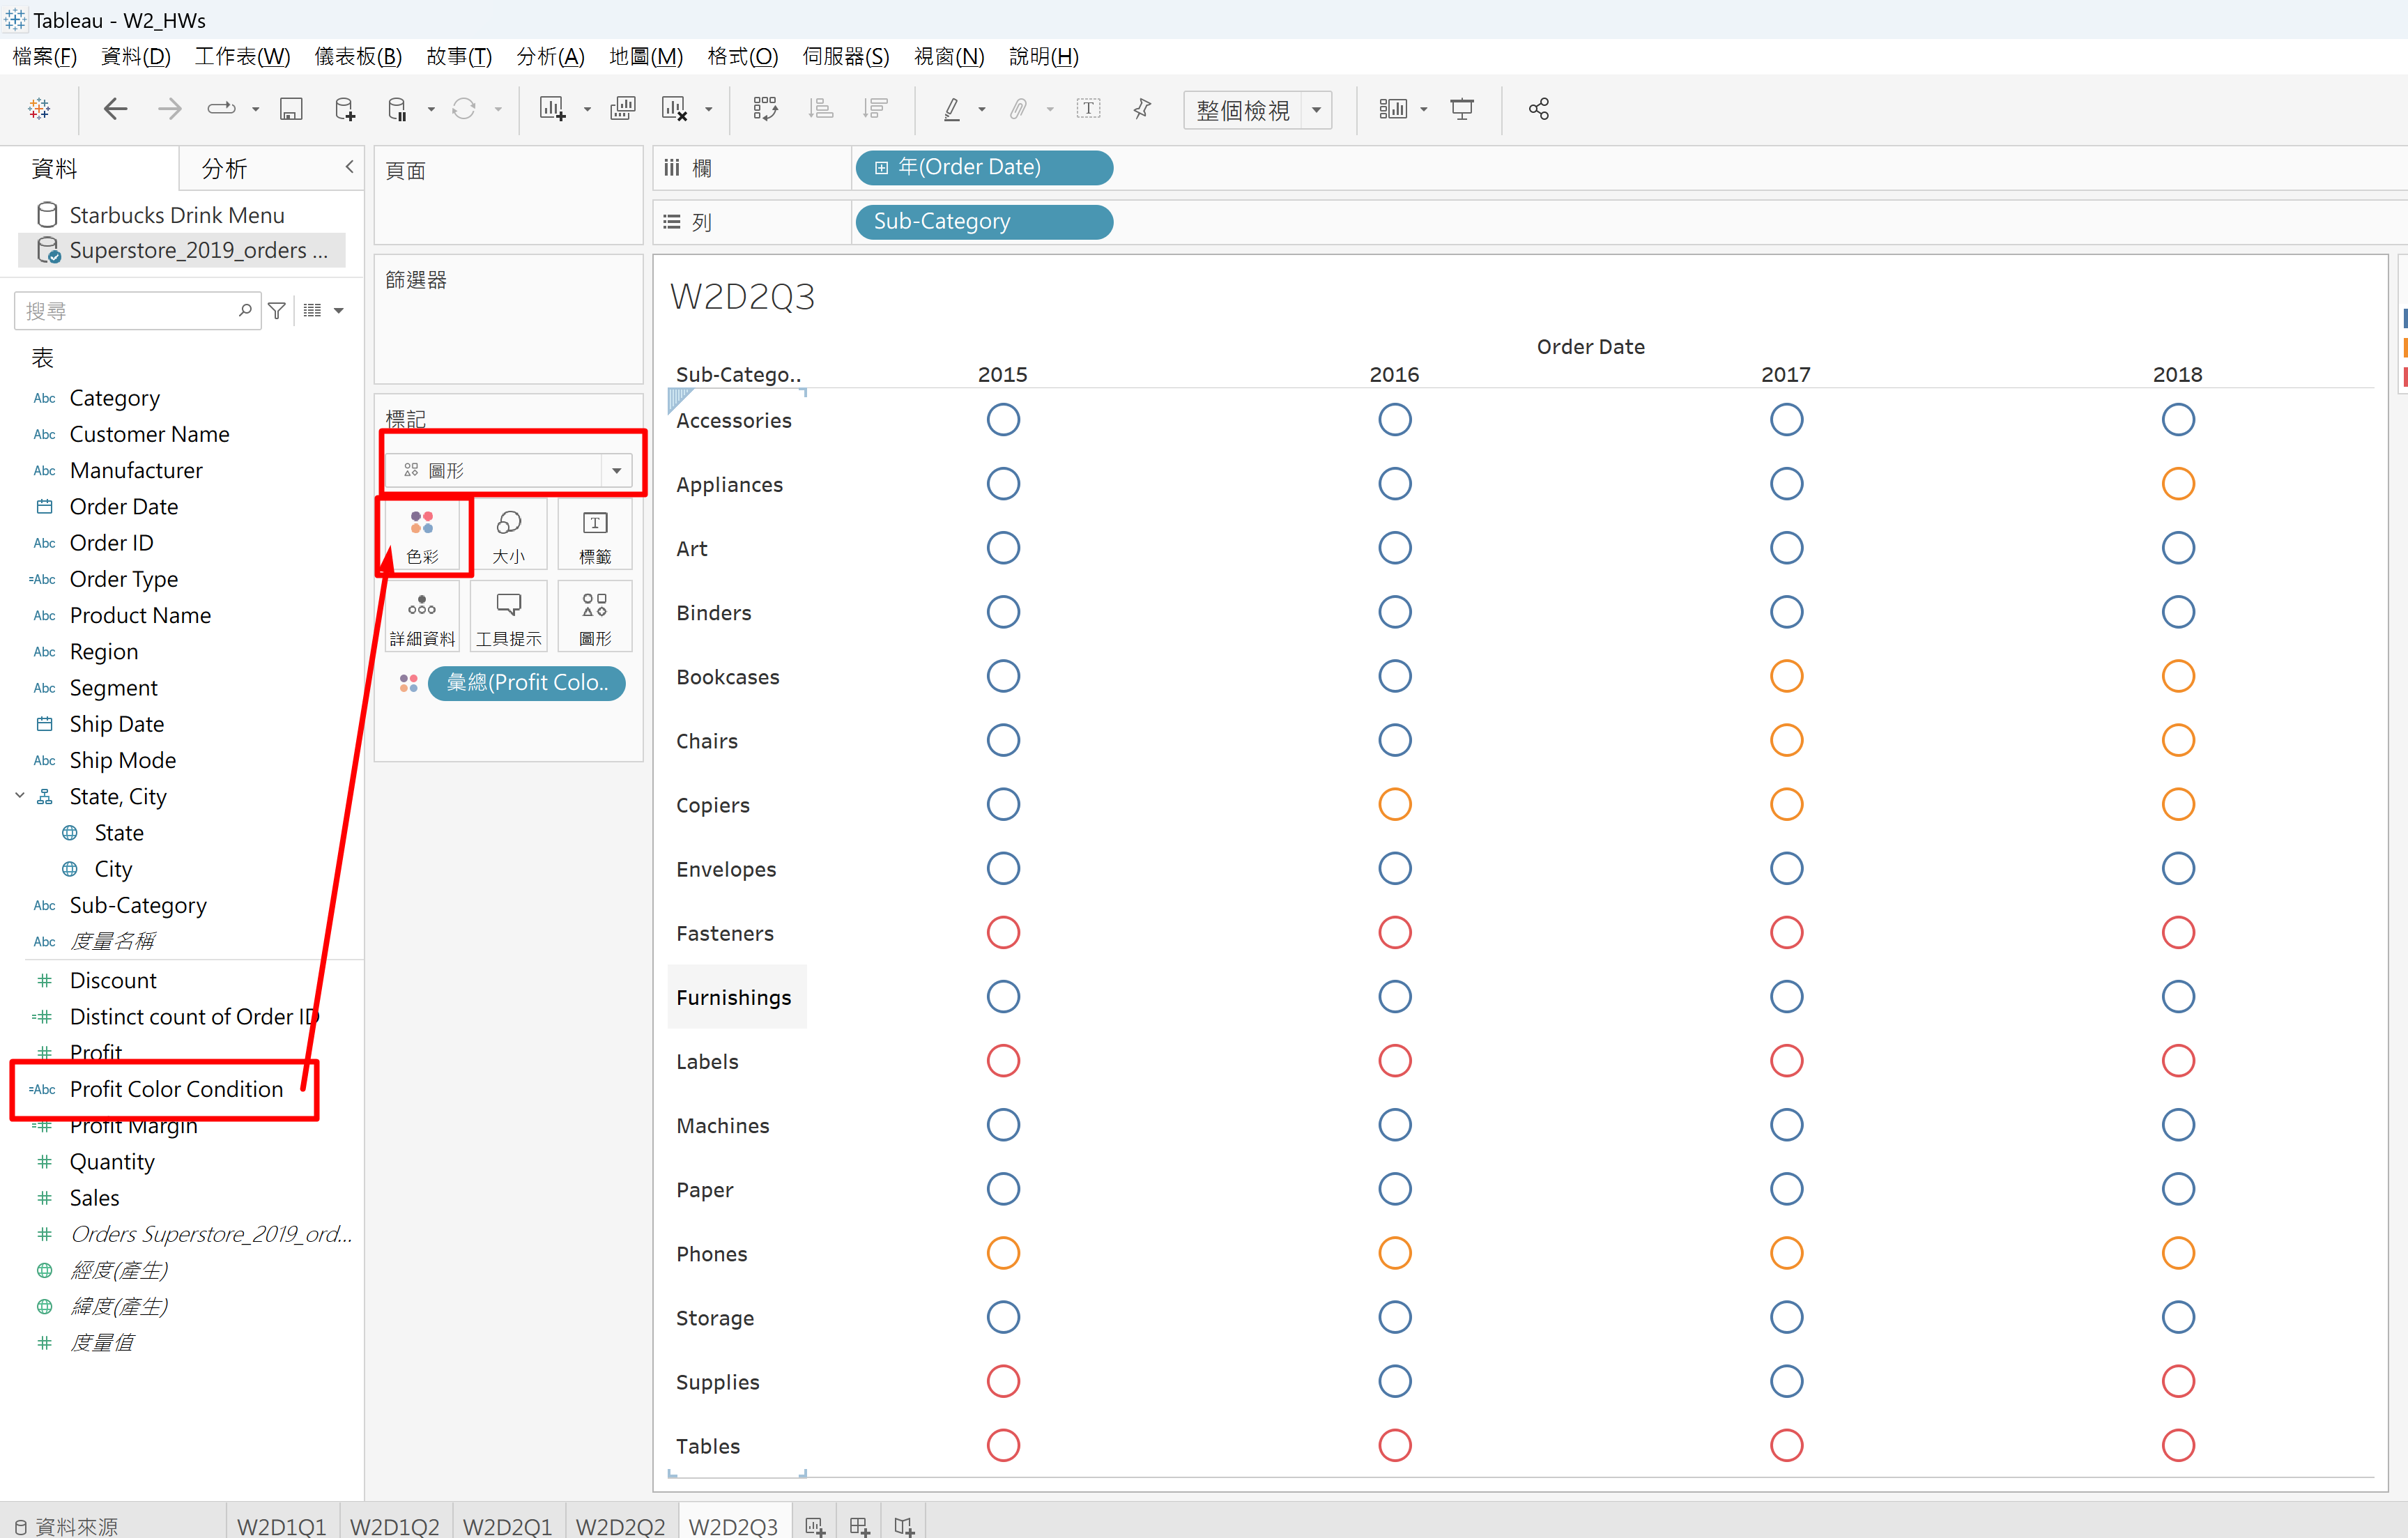 Tableau - W2_HWs
檔案(F) 資料(D) 工作表(W) 儀表板(B) 故事(T) 分析(A) 地圖(M) 格式(O) 伺服器(S) 視窗(N) 說明(H)
整個檢視
資料 分析
Starbucks Drink Menu
Superstore_2019_orders ...
搜尋
表
Abc Category
Abc Customer Name
Abc Manufacturer
Order Date
Abc Order ID
=Abc Order Type
Abc Product Name
Abc Region
Abc Segment
Ship Date
Abc Ship Mode
State, City
State
City
Abc Sub-Category
Abc 度量名稱
Discount
Distinct count of Order ID
Profit
=Abc Profit Color Condition
Profit Margin
Quantity
Sales
Orders Superstore_2019_ord...
經度(產生)
緯度(產生)
度量值
頁面
篩選器
標記
圖形
色彩 大小 標籤
詳細資料 工具提示 圖形
彙總(Profit Colo..
欄 年(Order Date)
列 Sub-Category
W2D2Q3
Order Date
Sub-Catego.. 2015 2016 2017 2018
Accessories
Appliances
Art
Binders
Bookcases
Chairs
Copiers
Envelopes
Fasteners
Furnishings
Labels
Machines
Paper
Phones
Storage
Supplies
Tables
資料來源 W2D1Q1 W2D1Q2 W2D2Q1 W2D2Q2 W2D2Q3